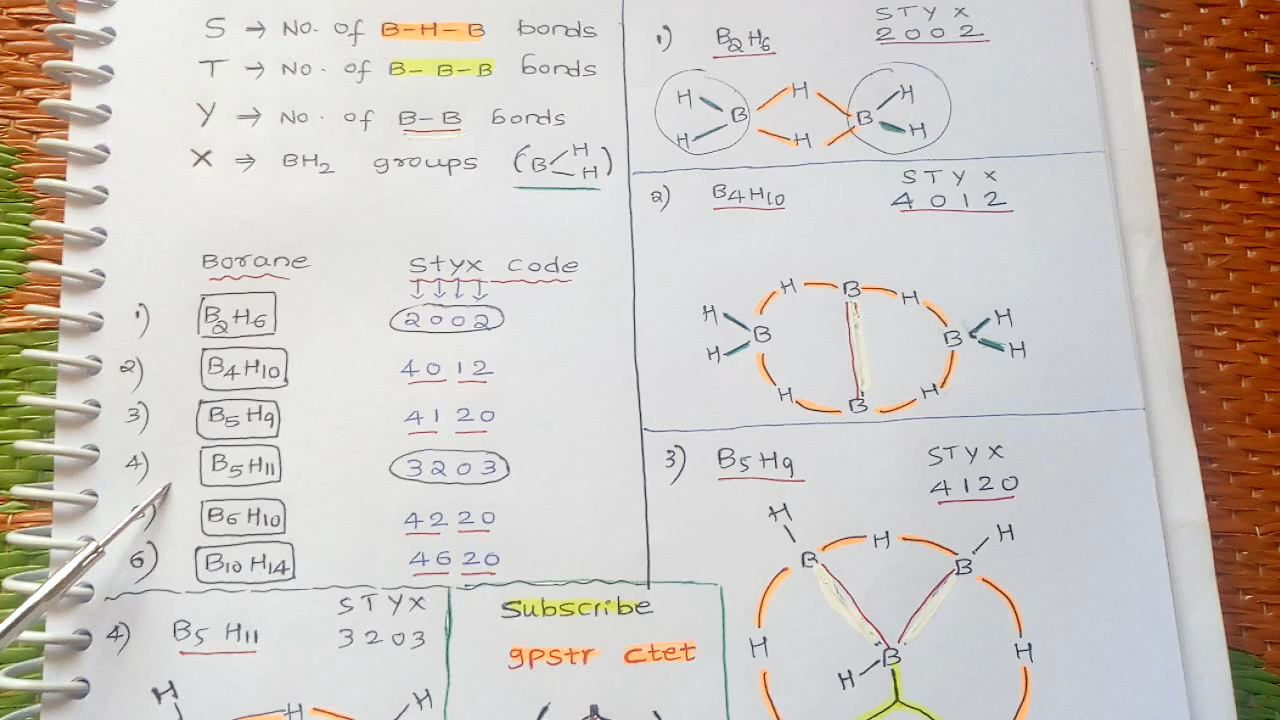 S → No. of B-H-B bonds
T → No. of B-B-B bonds
Y → No. of B-B bonds
X → BH2 groups (B H H)
Borane styx code
1) B2H6 2002
2) B4H10 4012
3) B5H9 4120
4) B5H11 3203
5) B6H10 4220
6) B10H14 4620
4) B5H11 STYX
3203
H H H
Subscribe
gpstr ctet
1) B2H6 STYX
2002
H H H
B B
H H H
2) B4H10 STYX
4012
H B H
H H
B B
H H
H B H
3) B5H9 STYX
4120
H H H
B B
H H
H B